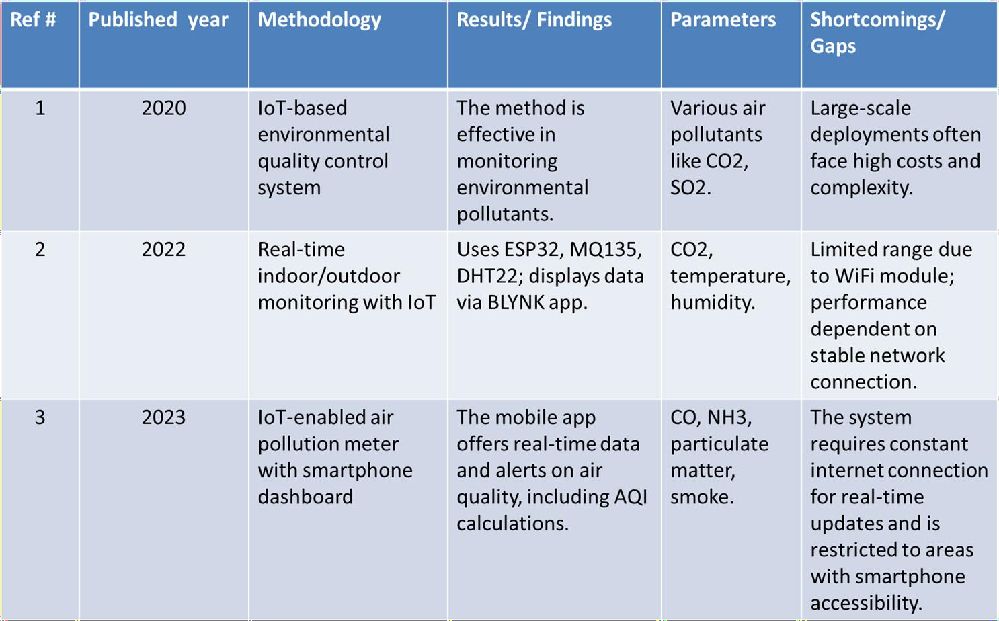 Ref #
Published  year
Methodology
Results/ Findings
Parameters
Shortcomings/
Gaps
1
2020
IoT-based
environmental
quality control
system
The method is
effective in
monitoring
environmental
pollutants.
Various air
pollutants
like CO2,
SO2.
Large-scale
deployments often
face high costs and
complexity.
2
2022
Real-time
indoor/outdoor
monitoring with IoT
Uses ESP32, MQ135,
DHT22; displays data
via BLYNK app.
CO2,
temperature,
humidity.
Limited range due
to WiFi module;
performance
dependent on
stable network
connection.
3
2023
IoT-enabled air
pollution meter
with smartphone
dashboard
The mobile app
offers real-time data
and alerts on air
quality, including AQI
calculations.
CO, NH3,
particulate
matter,
smoke.
The system
requires constant
internet connection
for real-time
updates and is
restricted to areas
with smartphone
accessibility.